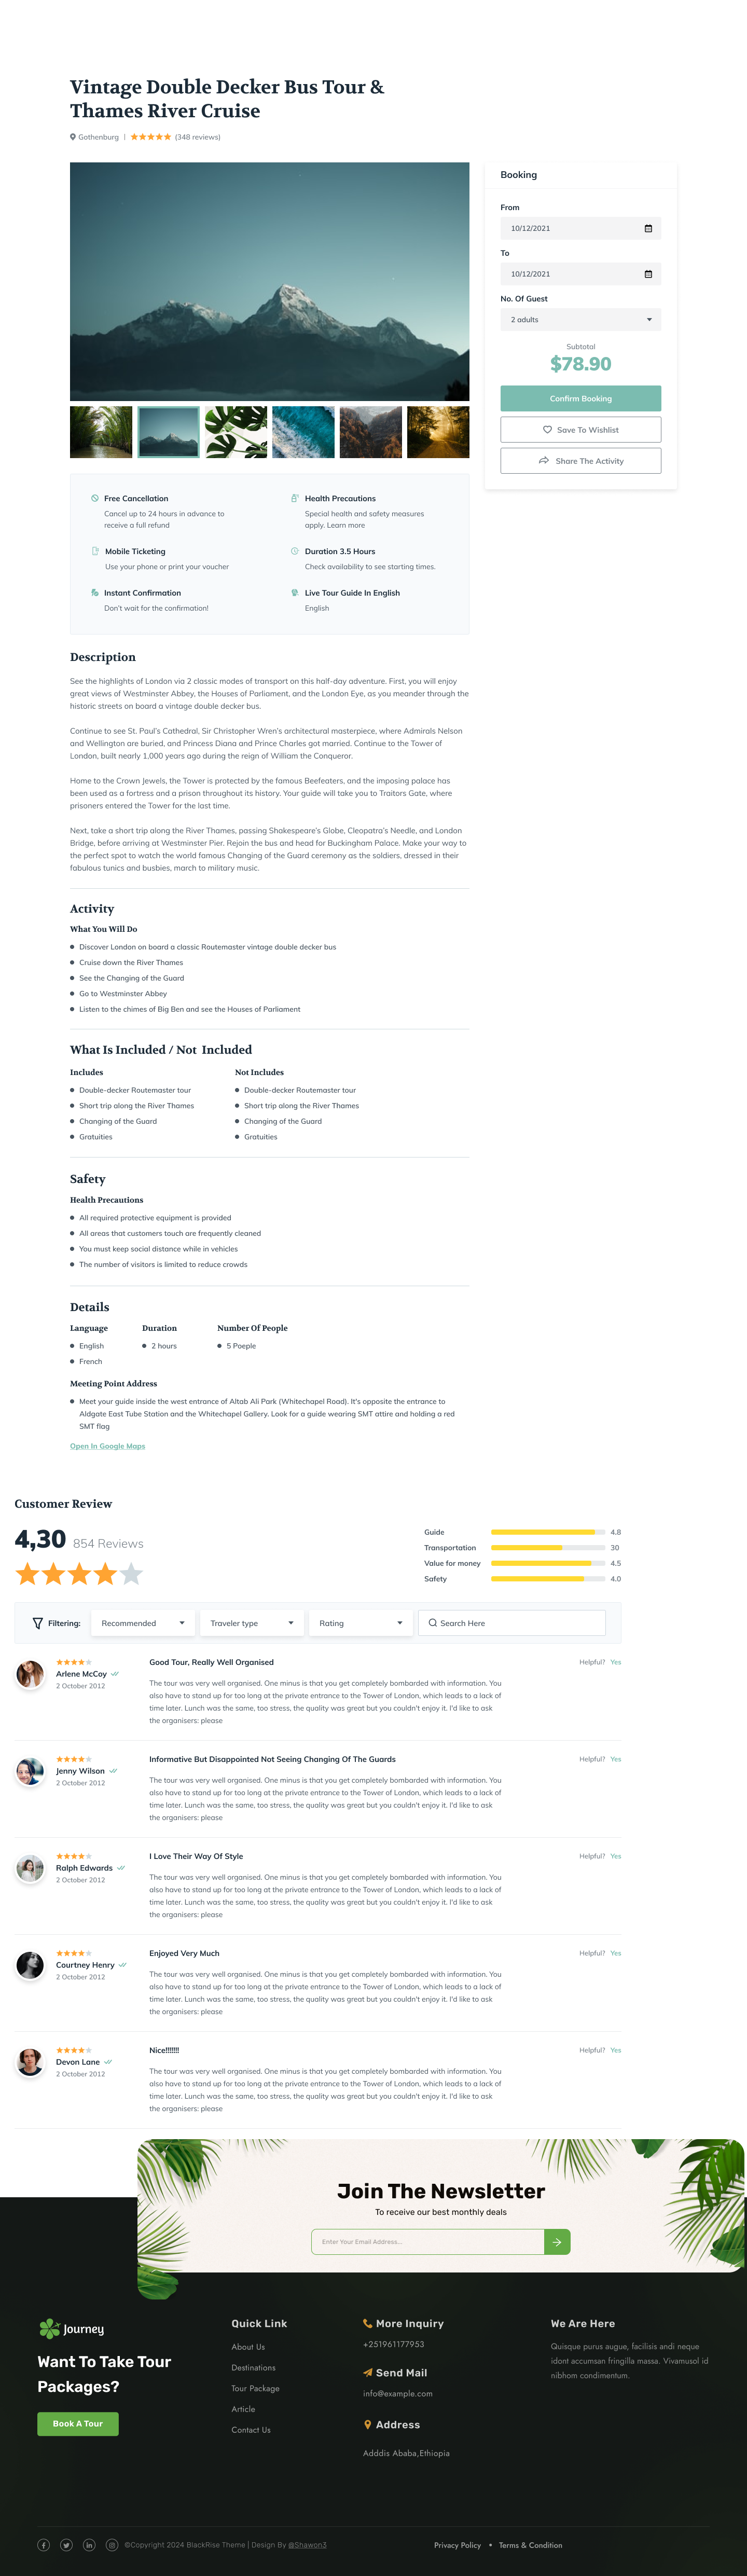 Vintage Double Decker Bus Tour &
Thames River Cruise
Gothenburg | (348 reviews)
Booking
From
10/12/2021
To
10/12/2021
No. Of Guest
2 adults
Subtotal
$78.90
Confirm Booking
Save To Wishlist
Share The Activity
Free Cancellation
Cancel up to 24 hours in advance to
receive a full refund
Health Precautions
Special health and safety measures
apply. Learn more
Mobile Ticketing
Use your phone or print your voucher
Duration 3.5 Hours
Check availability to see starting times.
Instant Confirmation
Don't wait for the confirmation!
Live Tour Guide In English
English
Description
See the highlights of London via 2 classic modes of transport on this half-day adventure. First, you will enjoy
great views of Westminster Abbey, the Houses of Parliament, and the London Eye, as you meander through the
historic streets on board a vintage double decker bus.
Continue to see St. Paul's Cathedral, Sir Christopher Wren's architectural masterpiece, where Admirals Nelson
and Wellington are buried, and Princess Diana and Prince Charles got married. Continue to the Tower of
London, built nearly 1,000 years ago during the reign of William the Conqueror.
Home to the Crown Jewels, the Tower is protected by the famous Beefeaters, and the imposing palace has
been used as a fortress and a prison throughout its history. Your guide will take you to Traitors Gate, where
prisoners entered the Tower for the last time.
Next, take a short trip along the River Thames, passing Shakespeare's Globe, Cleopatra's Needle, and London
Bridge, before arriving at Westminster Pier. Rejoin the bus and head for Buckingham Palace. Make your way to
the perfect spot to watch the world famous Changing of the Guard ceremony as the soldiers, dressed in their
fabulous tunics and busbies, march to military music.
Activity
What You Will Do
Discover London on board a classic Routemaster vintage double decker bus
Cruise down the River Thames
See the Changing of the Guard
Go to Westminster Abbey
Listen to the chimes of Big Ben and see the Houses of Parliament
What Is Included / Not Included
Includes
Double-decker Routemaster tour
Short trip along the River Thames
Changing of the Guard
Gratuities
Not Includes
Double-decker Routemaster tour
Short trip along the River Thames
Changing of the Guard
Gratuities
Safety
Health Precautions
All required protective equipment is provided
All areas that customers touch are frequently cleaned
You must keep social distance while in vehicles
The number of visitors is limited to reduce crowds
Details
Language
English
French
Duration
2 hours
Number Of People
5 Poeple
Meeting Point Address
Meet your guide inside the west entrance of Altab Ali Park (Whitechapel Road). It's opposite the entrance to
Aldgate East Tube Station and the Whitechapel Gallery. Look for a guide wearing SMT attire and holding a red
SMT flag
Open In Google Maps
Customer Review
4,30 854 Reviews
Guide 4.8
Transportation 30
Value for money 4.5
Safety 4.0
Filtering: Recommended Traveler type Rating Search Here
Arlene McCoy
2 October 2012
Good Tour, Really Well Organised
The tour was very well organised. One minus is that you get completely bombarded with information. You
also have to stand up for too long at the private entrance to the Tower of London, which leads to a lack of
time later. Lunch was the same, too stress, the quality was great but you couldn't enjoy it. I'd like to ask
the organisers: please
Helpful? Yes
Jenny Wilson
2 October 2012
Informative But Disappointed Not Seeing Changing Of The Guards
The tour was very well organised. One minus is that you get completely bombarded with information. You
also have to stand up for too long at the private entrance to the Tower of London, which leads to a lack of
time later. Lunch was the same, too stress, the quality was great but you couldn't enjoy it. I'd like to ask
the organisers: please
Helpful? Yes
Ralph Edwards
2 October 2012
I Love Their Way Of Style
The tour was very well organised. One minus is that you get completely bombarded with information. You
also have to stand up for too long at the private entrance to the Tower of London, which leads to a lack of
time later. Lunch was the same, too stress, the quality was great but you couldn't enjoy it. I'd like to ask
the organisers: please
Helpful? Yes
Courtney Henry
2 October 2012
Enjoyed Very Much
The tour was very well organised. One minus is that you get completely bombarded with information. You
also have to stand up for too long at the private entrance to the Tower of London, which leads to a lack of
time later. Lunch was the same, too stress, the quality was great but you couldn't enjoy it. I'd like to ask
the organisers: please
Helpful? Yes
Devon Lane
2 October 2012
Nice!!!!!!!
The tour was very well organised. One minus is that you get completely bombarded with information. You
also have to stand up for too long at the private entrance to the Tower of London, which leads to a lack of
time later. Lunch was the same, too stress, the quality was great but you couldn't enjoy it. I'd like to ask
the organisers: please
Helpful? Yes
Join The Newsletter
To receive our best monthly deals
Enter Your Email Address...
Journey
Want To Take Tour
Packages?
Book A Tour
Quick Link
About Us
Destinations
Tour Package
Article
Contact Us
More Inquiry
+251961177953
Send Mail
info@example.com
Address
Adddis Ababa,Ethiopia
We Are Here
Quisque purus augue, facilisis andi neque
idont accumsan fringilla massa. Vivamusol id
nibhom condimentum.
©Copyright 2024 BlackRise Theme | Design By @Shawon3
Privacy Policy • Terms & Condition